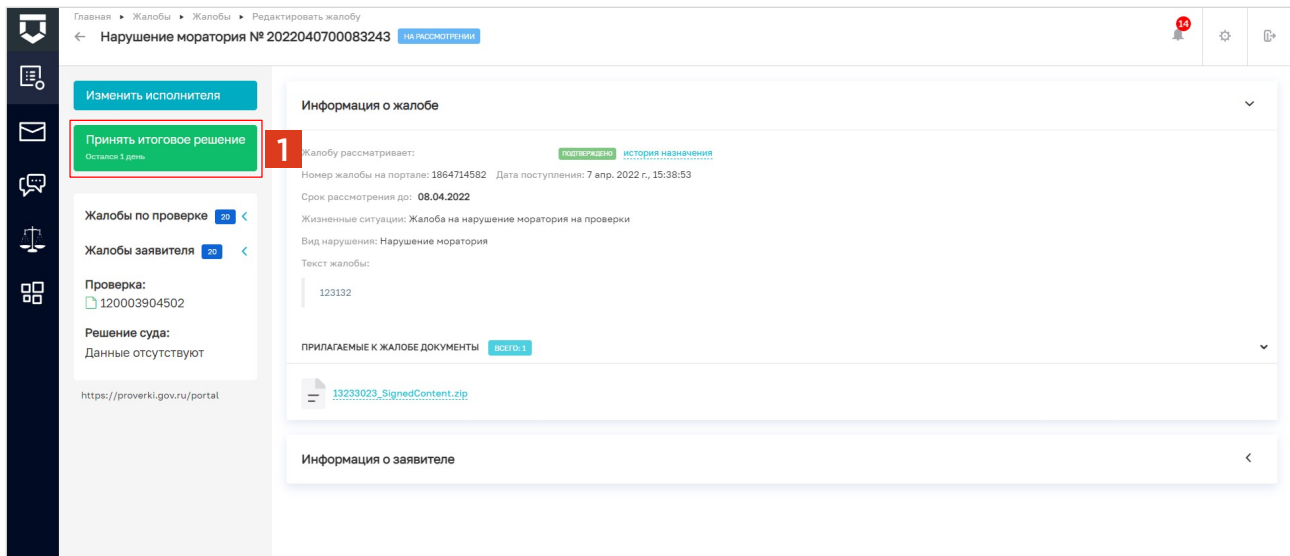 Главная ▸ Жалобы ▸ Жалобы ▸ Редактировать жалобу
← Нарушение моратория № 2022040700083243 НА РАССМОТРЕНИИ
14
Изменить исполнителя
Принять итоговое решение
Остался 1 день
1
Жалобы по проверке 20
Жалобы заявителя 20
Проверка:
120003904502
Решение суда:
Данные отсутствуют
https://proverki.gov.ru/portal
Информация о жалобе
Жалобу рассматривает: ПОДТВЕРЖДЕНО история назначения
Номер жалобы на портале: 1864714582 Дата поступления: 7 апр. 2022 г., 15:38:53
Срок рассмотрения до: 08.04.2022
Жизненные ситуации: Жалоба на нарушение моратория на проверки
Вид нарушения: Нарушение моратория
Текст жалобы:
123132
ПРИЛАГАЕМЫЕ К ЖАЛОБЕ ДОКУМЕНТЫ ВСЕГО: 1
13233023_SignedContent.zip
Информация о заявителе